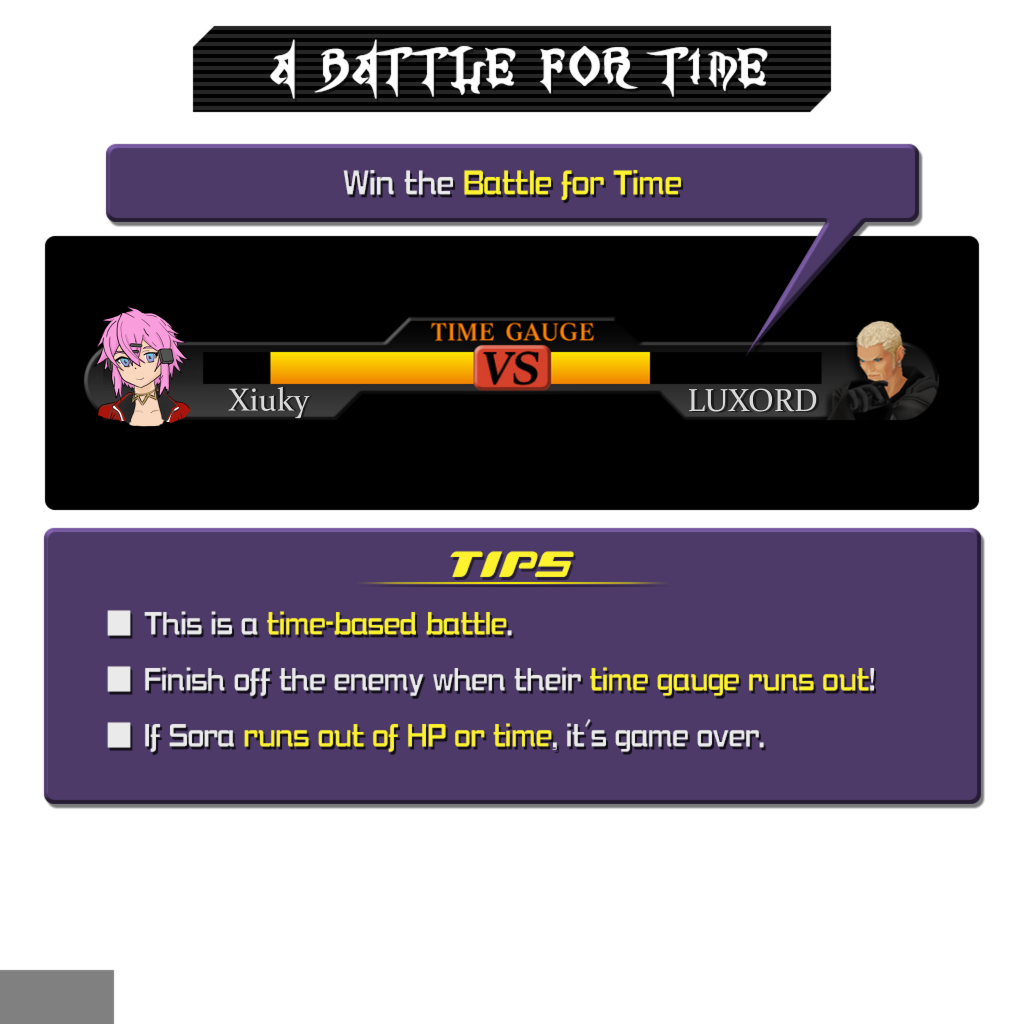 A BATTLE FOR TIME
Win the Battle for Time
TIME GAUGE
VS
Xiuky
LUXORD
TIPS
This is a time-based battle.
Finish off the enemy when their time gauge runs out!
If Sora runs out of HP or time, it's game over.